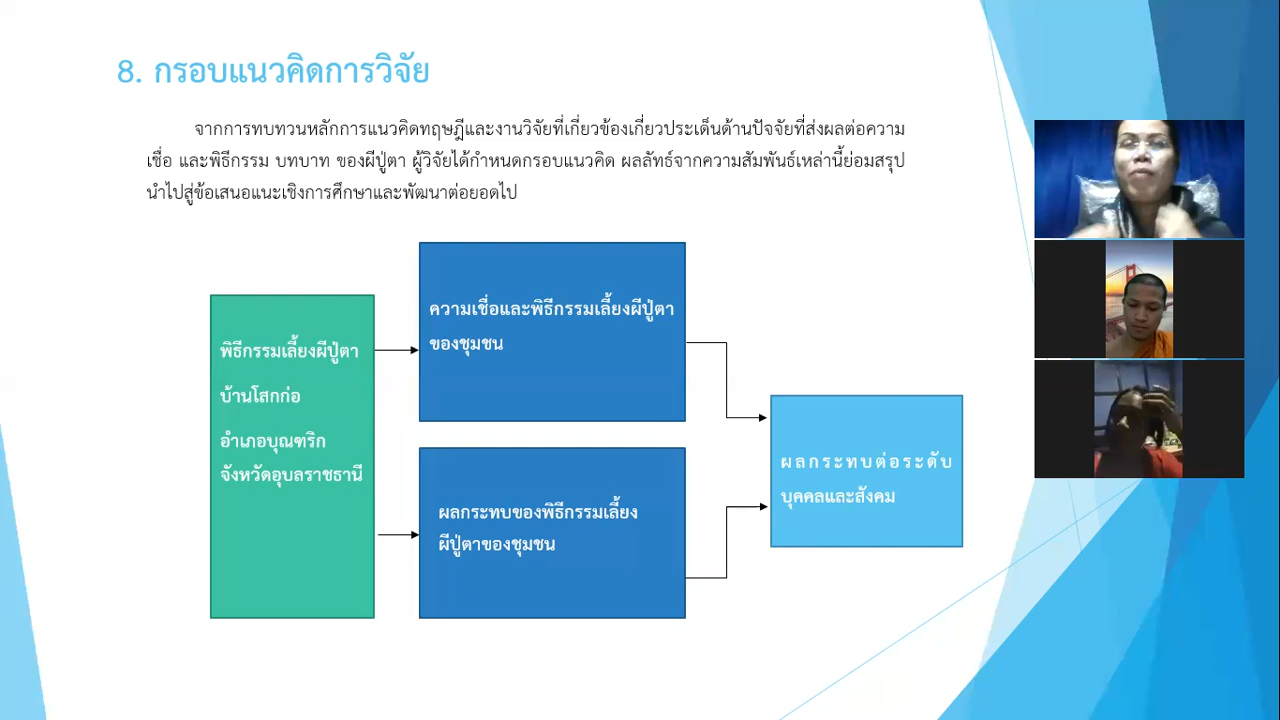 8. กรอบแนวคิดการวิจัย
จากการทบทวนหลักการแนวคิดทฤษฎีและงานวิจัยที่เกี่ยวข้องเกี่ยวประเด็นด้านปัจจัยที่ส่งผลต่อความ
เชื่อ และพิธีกรรม บทบาท ของผีปู่ตา ผู้วิจัยได้กำหนดกรอบแนวคิด ผลลัทธ์จากความสัมพันธ์เหล่านี้ย่อมสรุป
นำไปสู่ข้อเสนอแนะเชิงการศึกษาและพัฒนาต่อยอดไป
พิธีกรรมเลี้ยงผีปู่ตา
บ้านโสกก่อ
อำเภอบุณฑริก
จังหวัดอุบลราชธานี
ความเชื่อและพิธีกรรมเลี้ยงผีปู่ตา
ของชุมชน
ผลกระทบของพิธีกรรมเลี้ยง
ผีปู่ตาของชุมชน
ผลกระทบต่อระดับ
บุคคลและสังคม